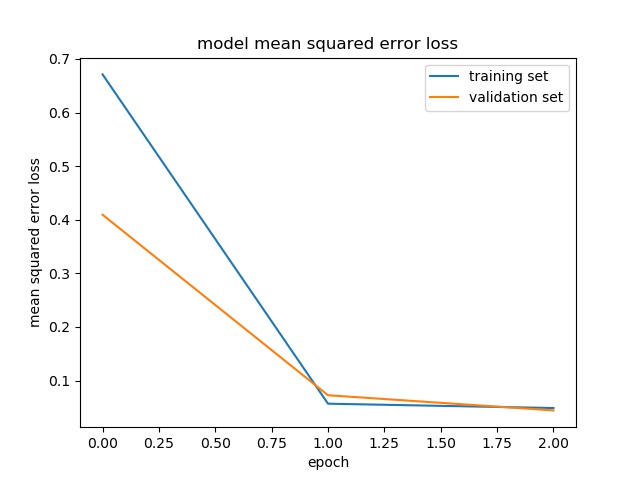 model mean squared error loss
training set
validation set
mean squared error loss
0.7
0.6
0.5
0.4
0.3
0.2
0.1
0.00 0.25 0.50 0.75 1.00 1.25 1.50 1.75 2.00
epoch